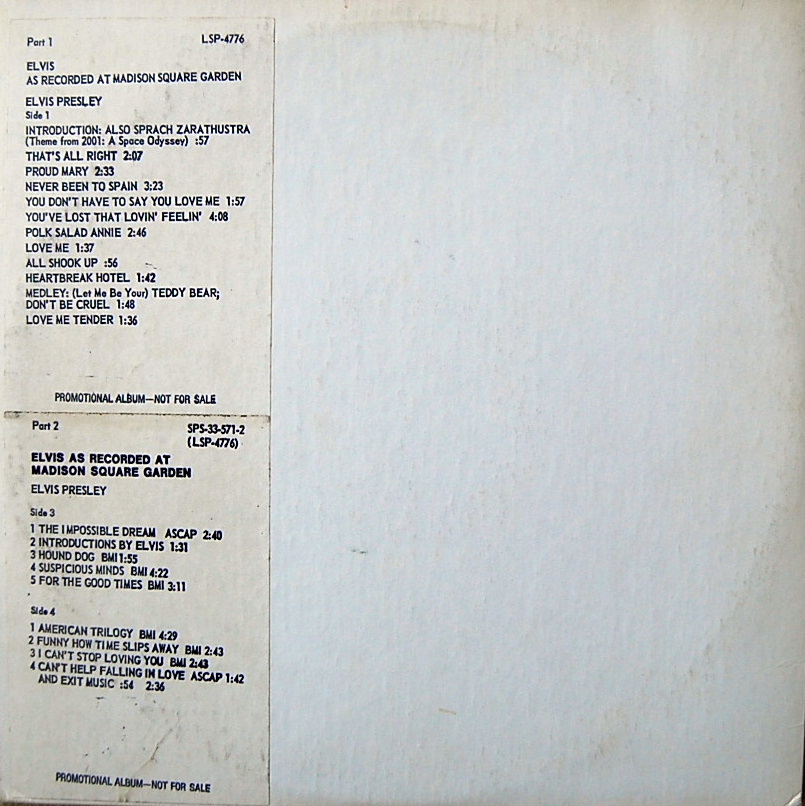 Part 1 LSP-4776
ELVIS
AS RECORDED AT MADISON SQUARE GARDEN
ELVIS PRESLEY
Side 1
INTRODUCTION: ALSO SPRACH ZARATHUSTRA
(Theme from 2001: A Space Odyssey) :57
THAT'S ALL RIGHT 2:07
PROUD MARY 2:33
NEVER BEEN TO SPAIN 3:23
YOU DON'T HAVE TO SAY YOU LOVE ME 1:57
YOU'VE LOST THAT LOVIN' FEELIN' 4:08
POLK SALAD ANNIE 2:46
LOVE ME 1:37
ALL SHOOK UP :56
HEARTBREAK HOTEL 1:42
MEDLEY: (Let Me Be Your) TEDDY BEAR;
DON'T BE CRUEL 1:48
LOVE ME TENDER 1:36
PROMOTIONAL ALBUM—NOT FOR SALE
Part 2 SPS-33-571-2
(LSP-4776)
ELVIS AS RECORDED AT
MADISON SQUARE GARDEN
ELVIS PRESLEY
Side 3
1 THE IMPOSSIBLE DREAM ASCAP 2:40
2 INTRODUCTIONS BY ELVIS 1:31
3 HOUND DOG BMI 1:55
4 SUSPICIOUS MINDS BMI 4:22
5 FOR THE GOOD TIMES BMI 3:11
Side 4
1 AMERICAN TRILOGY BMI 4:29
2 FUNNY HOW TIME SLIPS AWAY BMI 2:43
3 I CAN'T STOP LOVING YOU BMI 2:43
4 CAN'T HELP FALLING IN LOVE ASCAP 1:42
AND EXIT MUSIC :54 2:36
PROMOTIONAL ALBUM—NOT FOR SALE